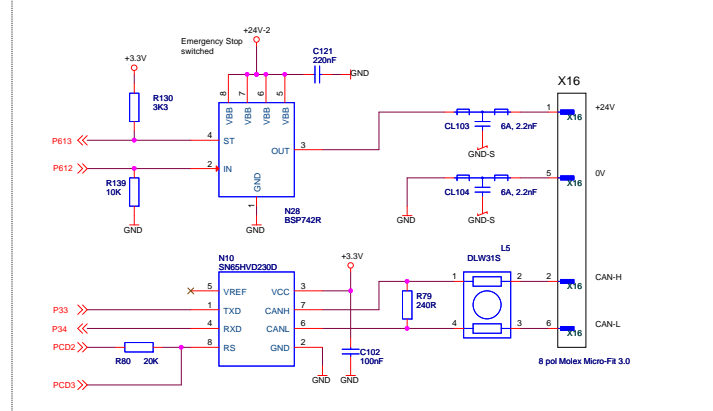 +24V-2
Emergency Stop
switched
C121
220nF
GND
+3.3V
X16
R130
3K3
8
7
6
5
VBB
VBB
VBB
VBB
P613
4
ST
OUT
3
1
X16
+24V
CL103
6A, 2.2nF
GND-S
P612
2
IN
GND
1
R139
10K
GND
GND
N28
BSP742R
5
X16
0V
CL104
6A, 2.2nF
GND
GND-S
N10
SN65HVD230D
+3.3V
L5
DLW31S
5
VREF
VCC
3
1
2
2
X16
CAN-H
P33
1
TXD
CANH
7
R79
240R
P34
4
RXD
CANL
6
4
3
6
X16
CAN-L
PCD2
8
RS
GND
2
R80
20K
C102
100nF
GND
GND
PCD3
8 pol Molex Micro-Fit 3.0